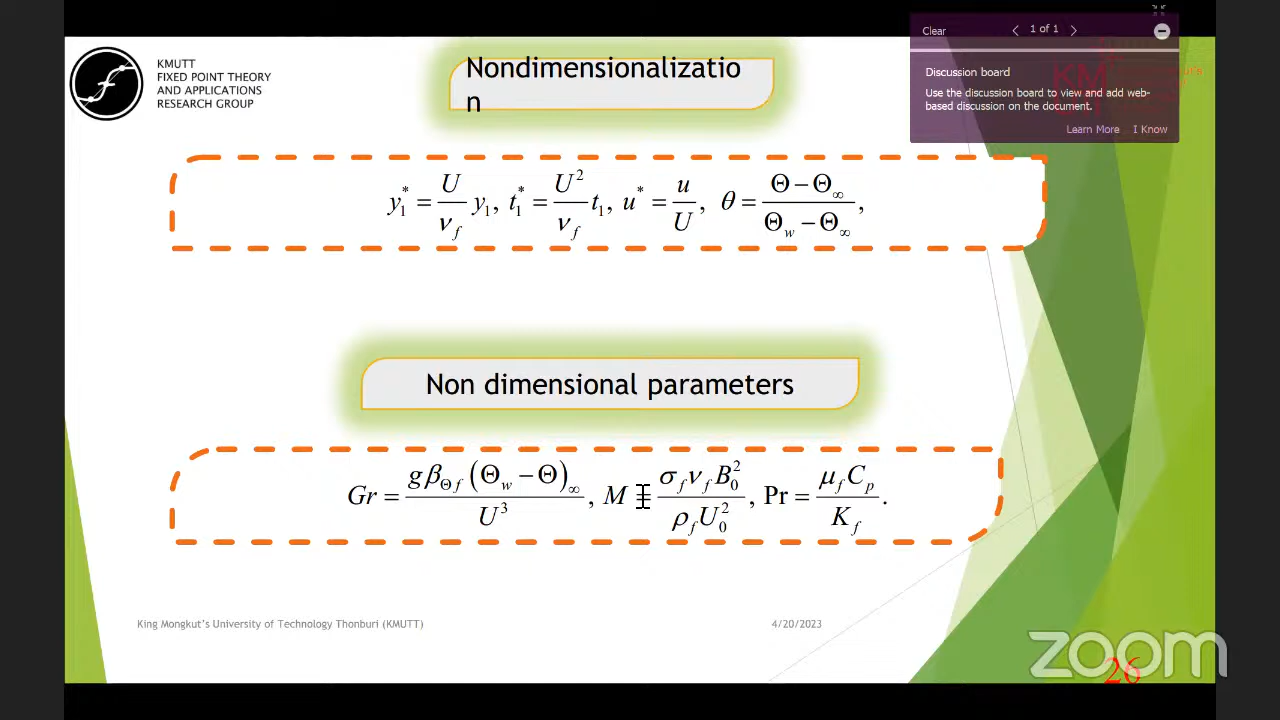 KMUTT
FIXED POINT THEORY
AND APPLICATIONS
RESEARCH GROUP
Nondimensionalizatio
n
Clear
1 of 1
Discussion board
Use the discussion board to view and add web-
based discussion on the document.
Learn More I Know
y₁* = U/ν_f y₁, t₁* = U²/ν_f t₁, u* = u/U, θ = (Θ − Θ_∞)/(Θ_w − Θ_∞),
Non dimensional parameters
Gr = gβ_Θf (Θ_w − Θ)_∞/U³, M = σ_f ν_f B₀²/ρ_f U₀², Pr = μ_f C_p/K_f.
King Mongkut's University of Technology Thonburi (KMUTT)
4/20/2023
26
zoom